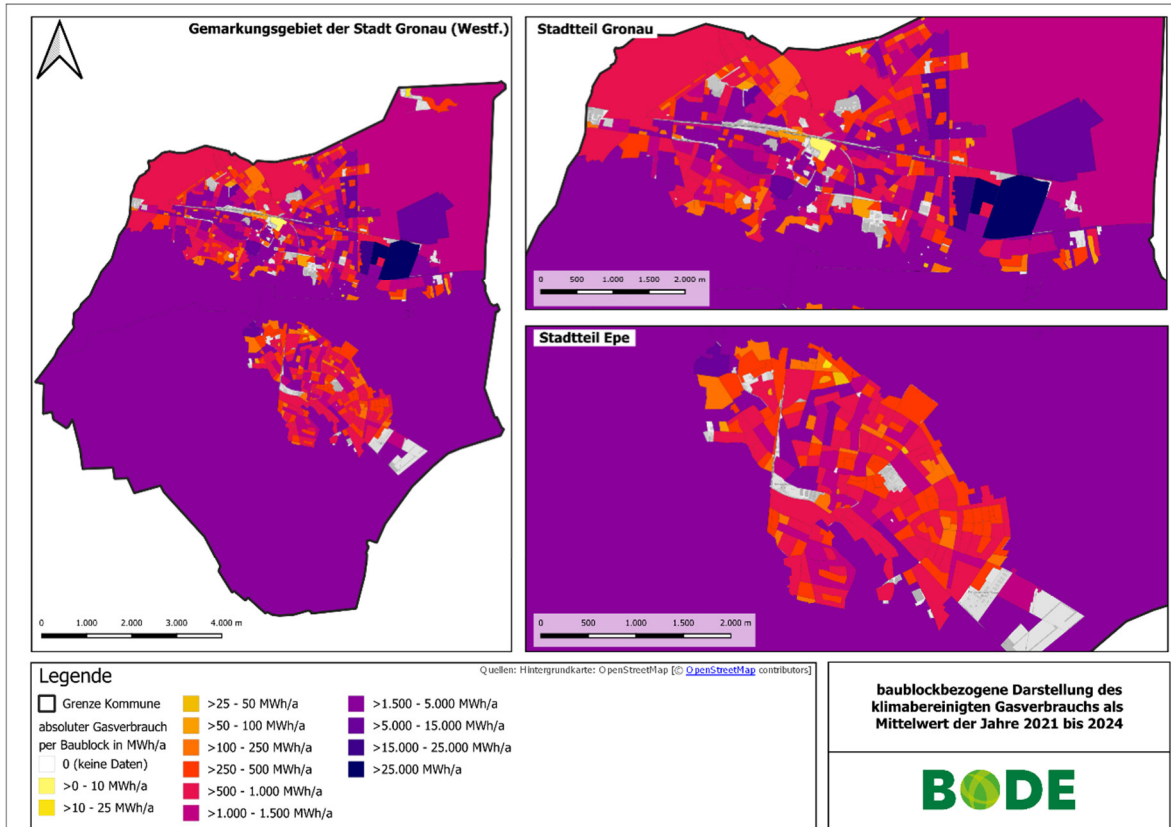 Gemarkungsgebiet der Stadt Gronau (Westf.)
0 1.000 2.000 3.000 4.000 m
Stadtteil Gronau
0 500 1.000 1.500 2.000 m
Stadtteil Epe
0 500 1.000 1.500 2.000 m
Legende
Quellen: Hintergrundkarte: OpenStreetMap [© OpenStreetMap contributors]
Grenze Kommune
absoluter Gasverbrauch
per Baublock in MWh/a
0 (keine Daten)
>0 - 10 MWh/a
>10 - 25 MWh/a
>25 - 50 MWh/a
>50 - 100 MWh/a
>100 - 250 MWh/a
>250 - 500 MWh/a
>500 - 1.000 MWh/a
>1.000 - 1.500 MWh/a
>1.500 - 5.000 MWh/a
>5.000 - 15.000 MWh/a
>15.000 - 25.000 MWh/a
>25.000 MWh/a
baublockbezogene Darstellung des
klimabereinigten Gasverbrauchs als
Mittelwert der Jahre 2021 bis 2024
BODE